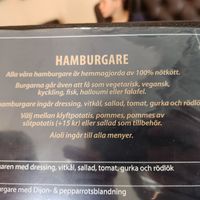 HAMBURGARE
Alla våra hamburgare är hemmagjorda av 100% nötkött.
Burgarna går även att få som vegetarisk, vegansk,
kyckling, fisk, halloumi eller falafel.
hamburgare ingår dressing, vitkål, sallad, tomat, gurka och rödlök
Välj mellan klyftpotatis, pommes, pommes av
sötpotatis (+15 kr) eller sallad som tillbehör.
Aioli ingår till alla menyer.
garen med dressing, vitkål, sallad, tomat, gurka och rödlök
urgare med Dijon- & pepparrotsblandning